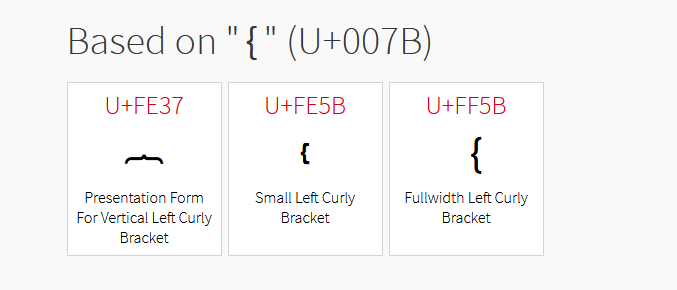 Based on "{" (U+007B)
U+FE37
︷
Presentation Form
For Vertical Left Curly
Bracket
U+FE5B
﹛
Small Left Curly
Bracket
U+FF5B
｛
Fullwidth Left Curly
Bracket